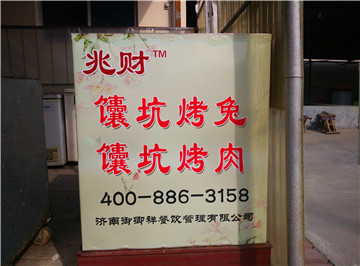 兆财™
馕坑烤兔
馕坑烤肉
400-886-3158
济南御御祥餐饮管理有限公司